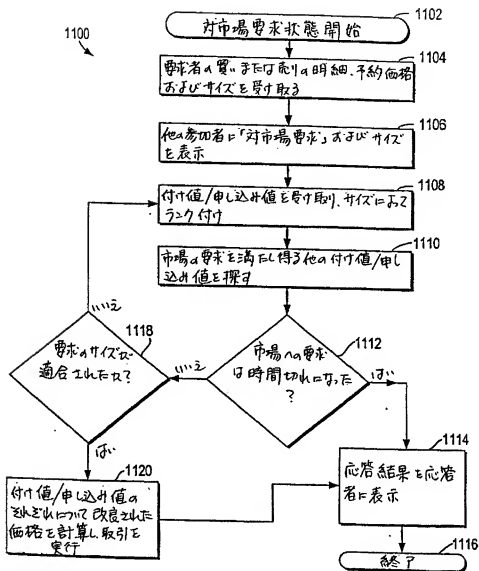 1100
1102
対市場要求状態開始
1104
要求者の買いまたは売りの明細、予約価格
およびサイズを受け取る
1106
他の参加者に「対市場要求」およびサイズ
を表示
1108
付け値/申し込み値を受け取り、サイズによって
ランク付け
1110
市場の要求を満たし得る他の付け値/申し
込み値を探す
1112
市場への要求
は時間切れになった
?
はい
いいえ
1118
要求のサイズが
適合されたか?
いいえ
はい
1120
付け値/申し込み値の
それぞれについて改良された
価格を計算し、取引を
実行
1114
応答結果を応答
者に表示
1116
終了